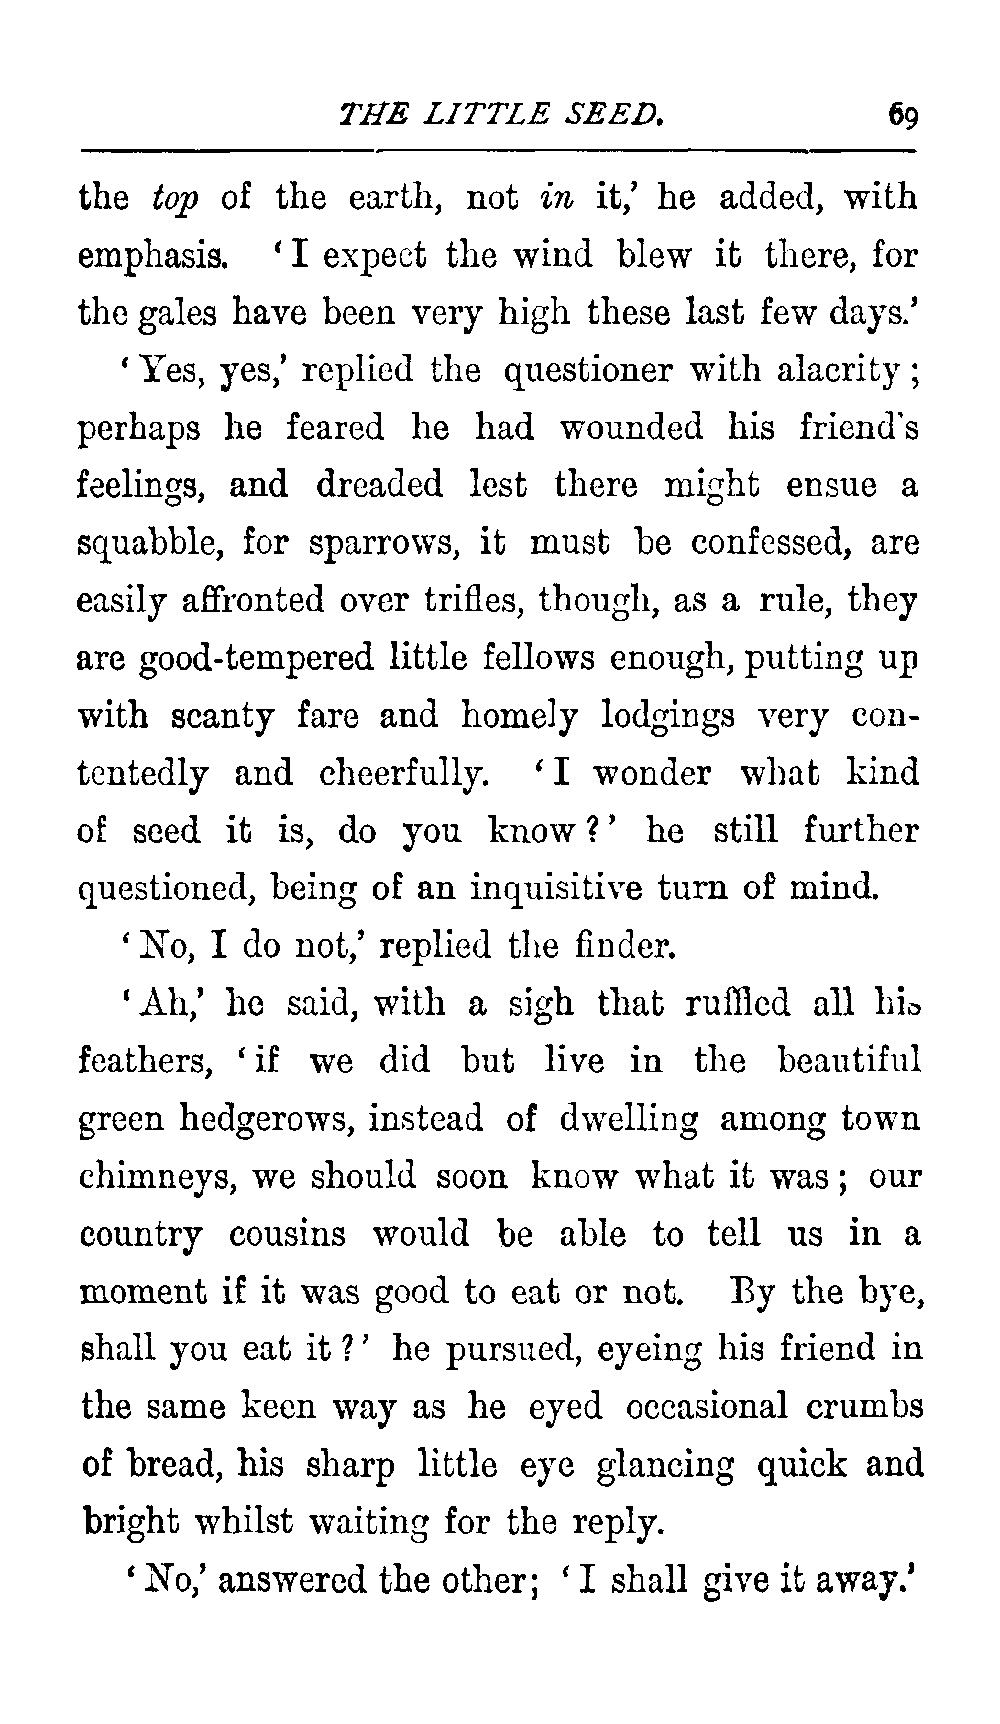 THE LITTLE SEED. 69
the top of the earth, not in it,’ he added, with
emphasis. ‘I expect the wind blew it there, for
the gales have been very high these last few days.’
‘Yes, yes,’ replied the questioner with alacrity;
perhaps he feared he had wounded his friend's
feelings, and dreaded lest there might ensue a
squabble, for sparrows, it must be confessed, are
easily affronted over trifles, though, as a rule, they
are good-tempered little fellows enough, putting up
with scanty fare and homely lodgings very con-
tentedly and cheerfully. ‘I wonder what kind
of seed it is, do you know?’ he still further
questioned, being of an inquisitive turn of mind.
‘No, I do not,’ replied the finder.
‘Ah,’ he said, with a sigh that ruffled all his
feathers, ‘if we did but live in the beautiful
green hedgerows, instead of dwelling among town
chimneys, we should soon know what it was; our
country cousins would be able to tell us in a
moment if it was good to eat or not. By the bye,
shall you eat it?’ he pursued, eyeing his friend in
the same keen way as he eyed occasional crumbs
of bread, his sharp little eye glancing quick and
bright whilst waiting for the reply.
‘No,’ answered the other; ‘I shall give it away.’